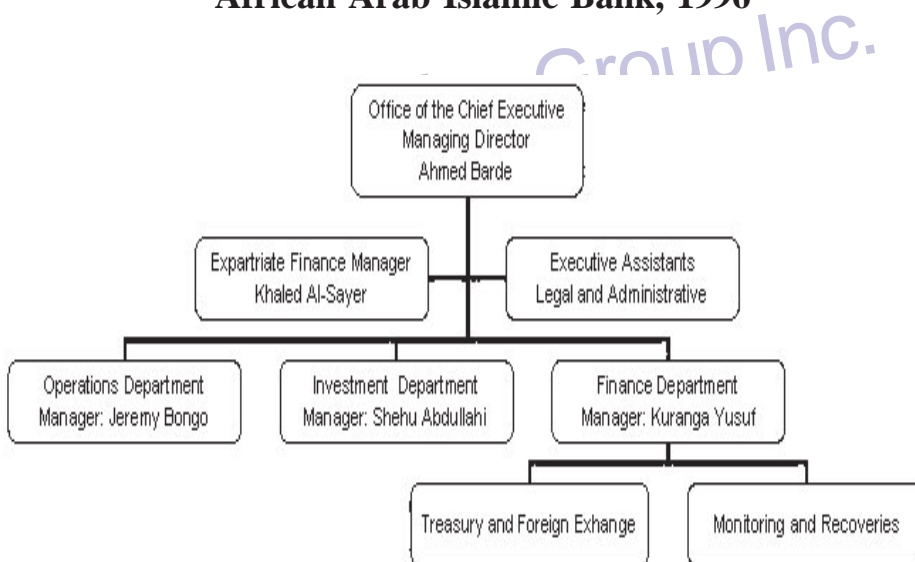 African Arab Islamic Bank, 1996
Group Inc.
Office of the Chief Executive
Managing Director
Ahmed Barde
Expartriate Finance Manager
Khaled Al-Sayer
Executive Assistants
Legal and Administrative
Operations Department
Manager: Jeremy Bongo
Investment Department
Manager: Shehu Abdullahi
Finance Department
Manager: Kuranga Yusuf
Treasury and Foreign Exhange
Monitoring and Recoveries